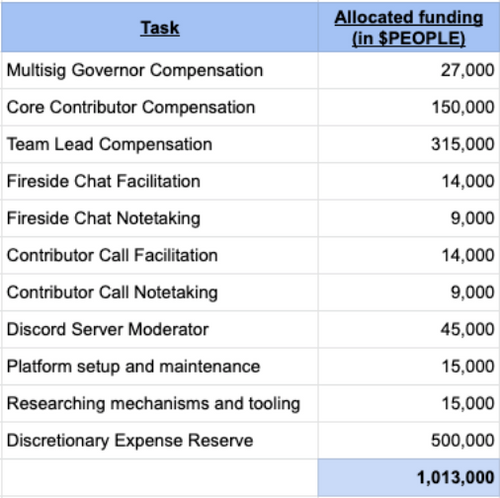 Task Allocated funding
(in $PEOPLE)
Multisig Governor Compensation 27,000
Core Contributor Compensation 150,000
Team Lead Compensation 315,000
Fireside Chat Facilitation 14,000
Fireside Chat Notetaking 9,000
Contributor Call Facilitation 14,000
Contributor Call Notetaking 9,000
Discord Server Moderator 45,000
Platform setup and maintenance 15,000
Researching mechanisms and tooling 15,000
Discretionary Expense Reserve 500,000
1,013,000